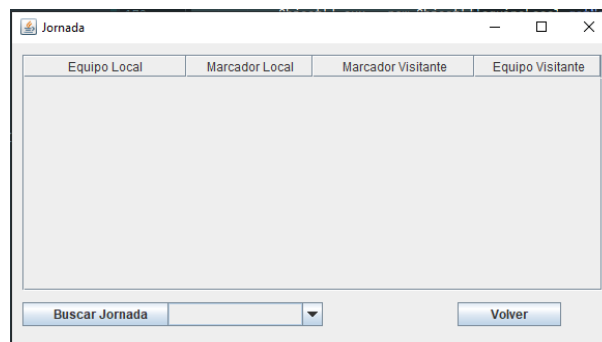 Jornada
Equipo Local Marcador Local Marcador Visitante Equipo Visitante
Buscar Jornada Volver